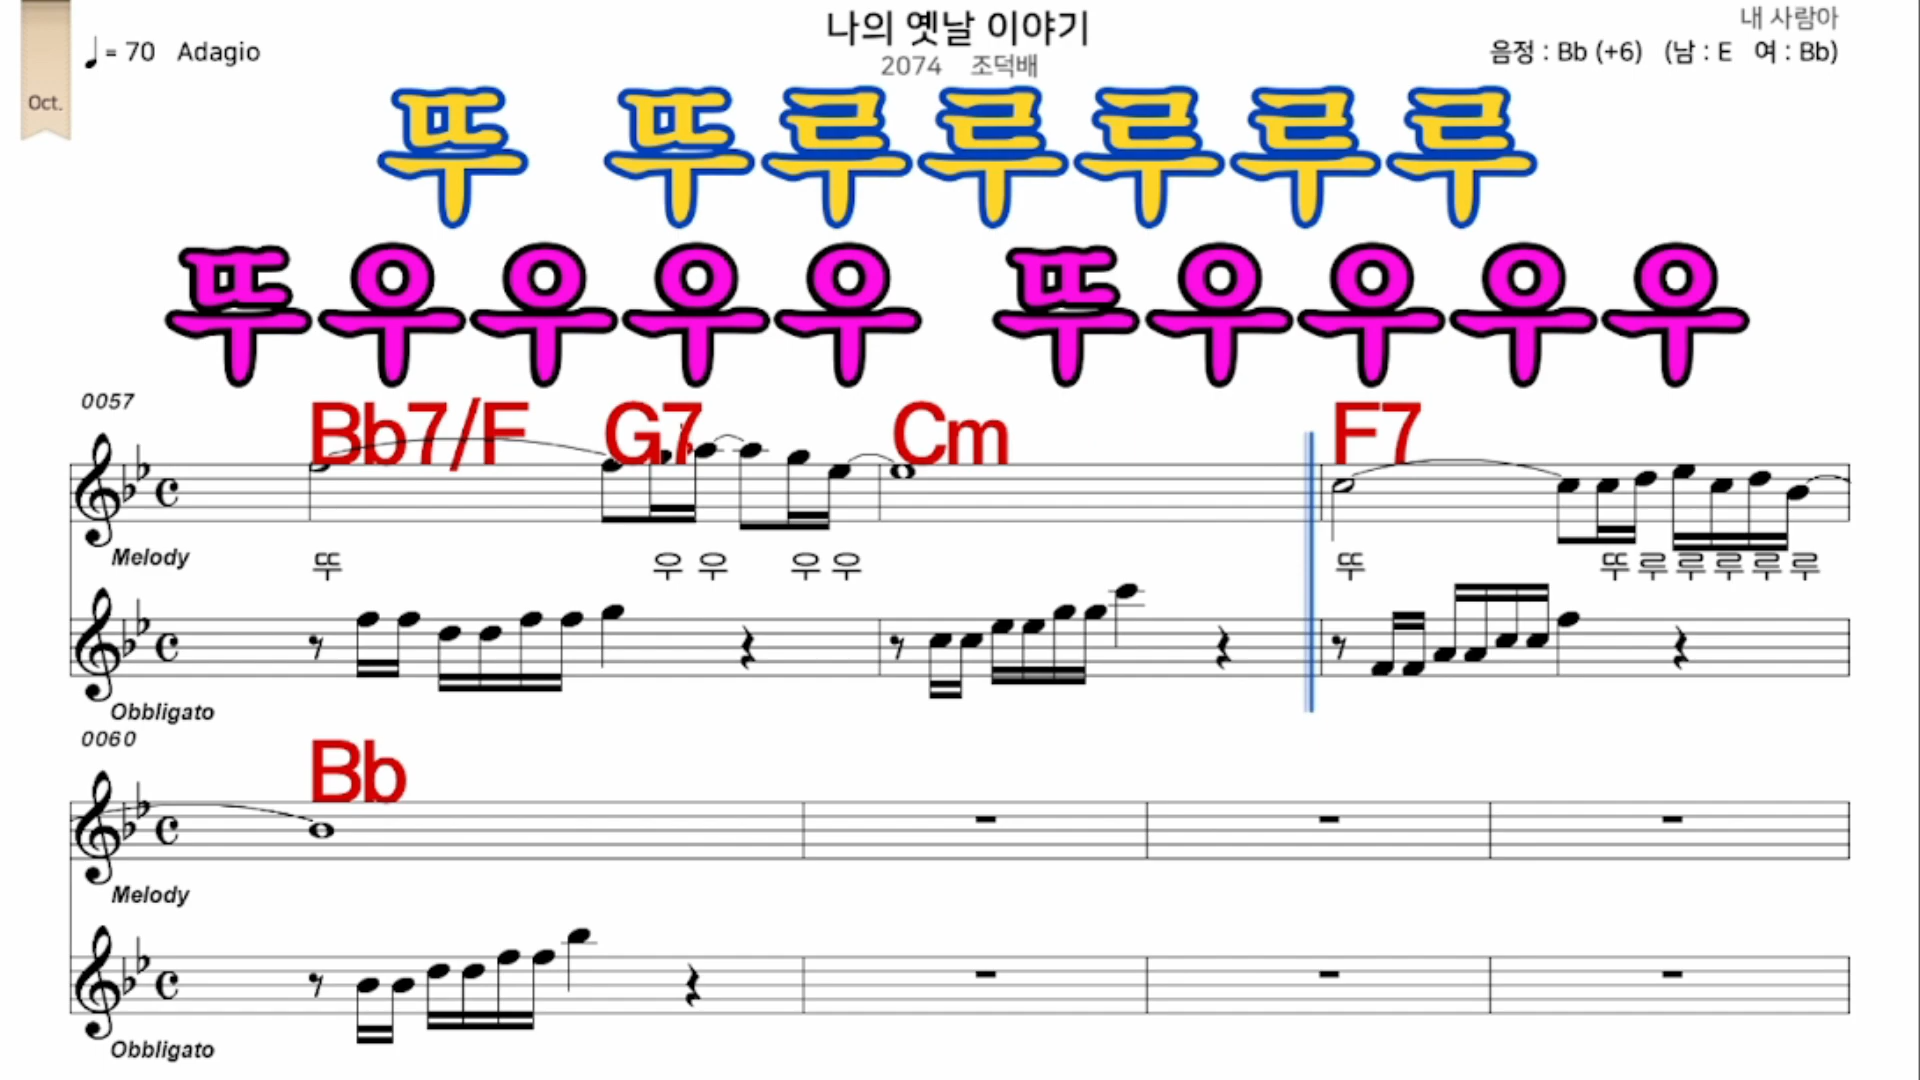 나의 옛날 이야기
내 사람아
♩= 70 Adagio
2074 조덕배
음정 : Bb (+6) (남 : E 여 : Bb)
Oct.
뚜 뚜루루루루루
뚜우우우우 뚜우우우우
0057
Bb7/F G7 Cm F7
Melody
뚜 우 우 우 우 뚜 뚜 루 루 루 루 루
Obbligato
0060
Bb
Melody
Obbligato